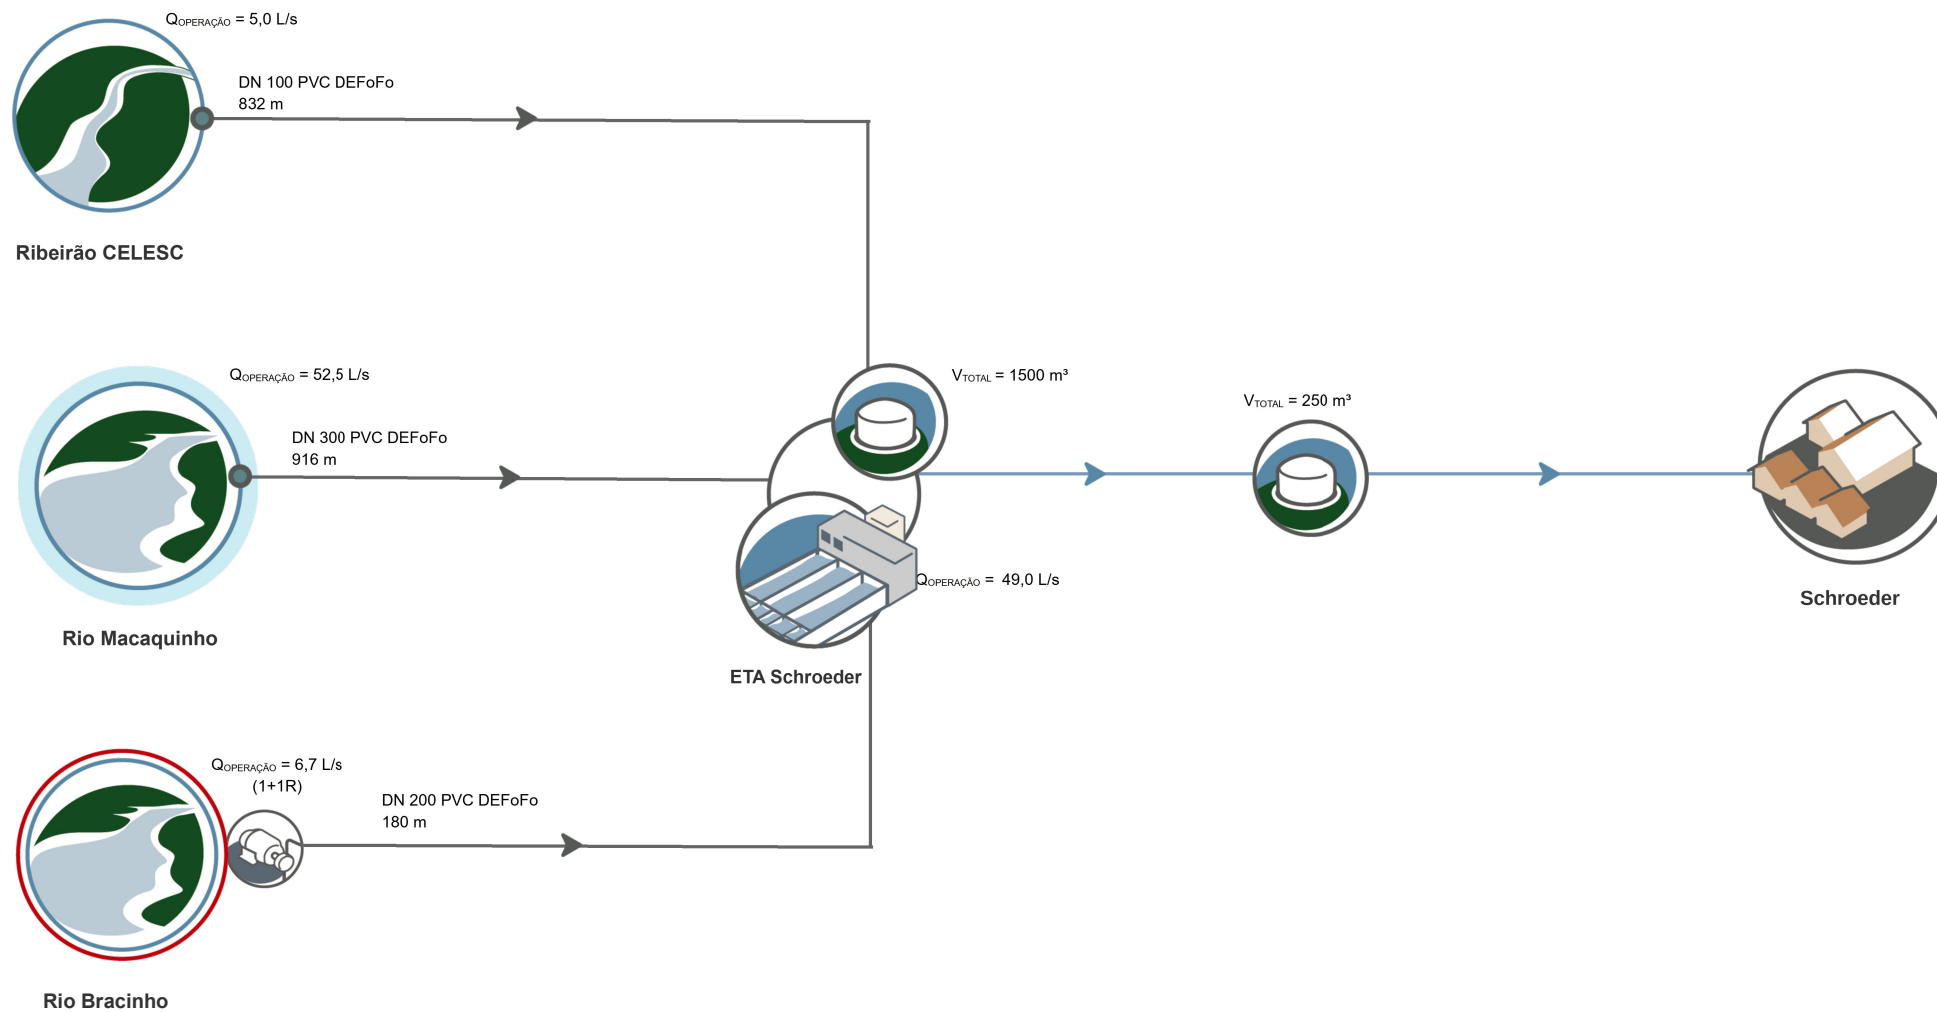 QOPERAÇÃO = 5,0 L/s
DN 100 PVC DEFoFo
832 m
Ribeirão CELESC
QOPERAÇÃO = 52,5 L/s
DN 300 PVC DEFoFo
916 m
Rio Macaquinho
VTOTAL = 1500 m³
VTOTAL = 250 m³
QOPERAÇÃO = 49,0 L/s
ETA Schroeder
Schroeder
QOPERAÇÃO = 6,7 L/s
(1+1R)
DN 200 PVC DEFoFo
180 m
Rio Bracinho